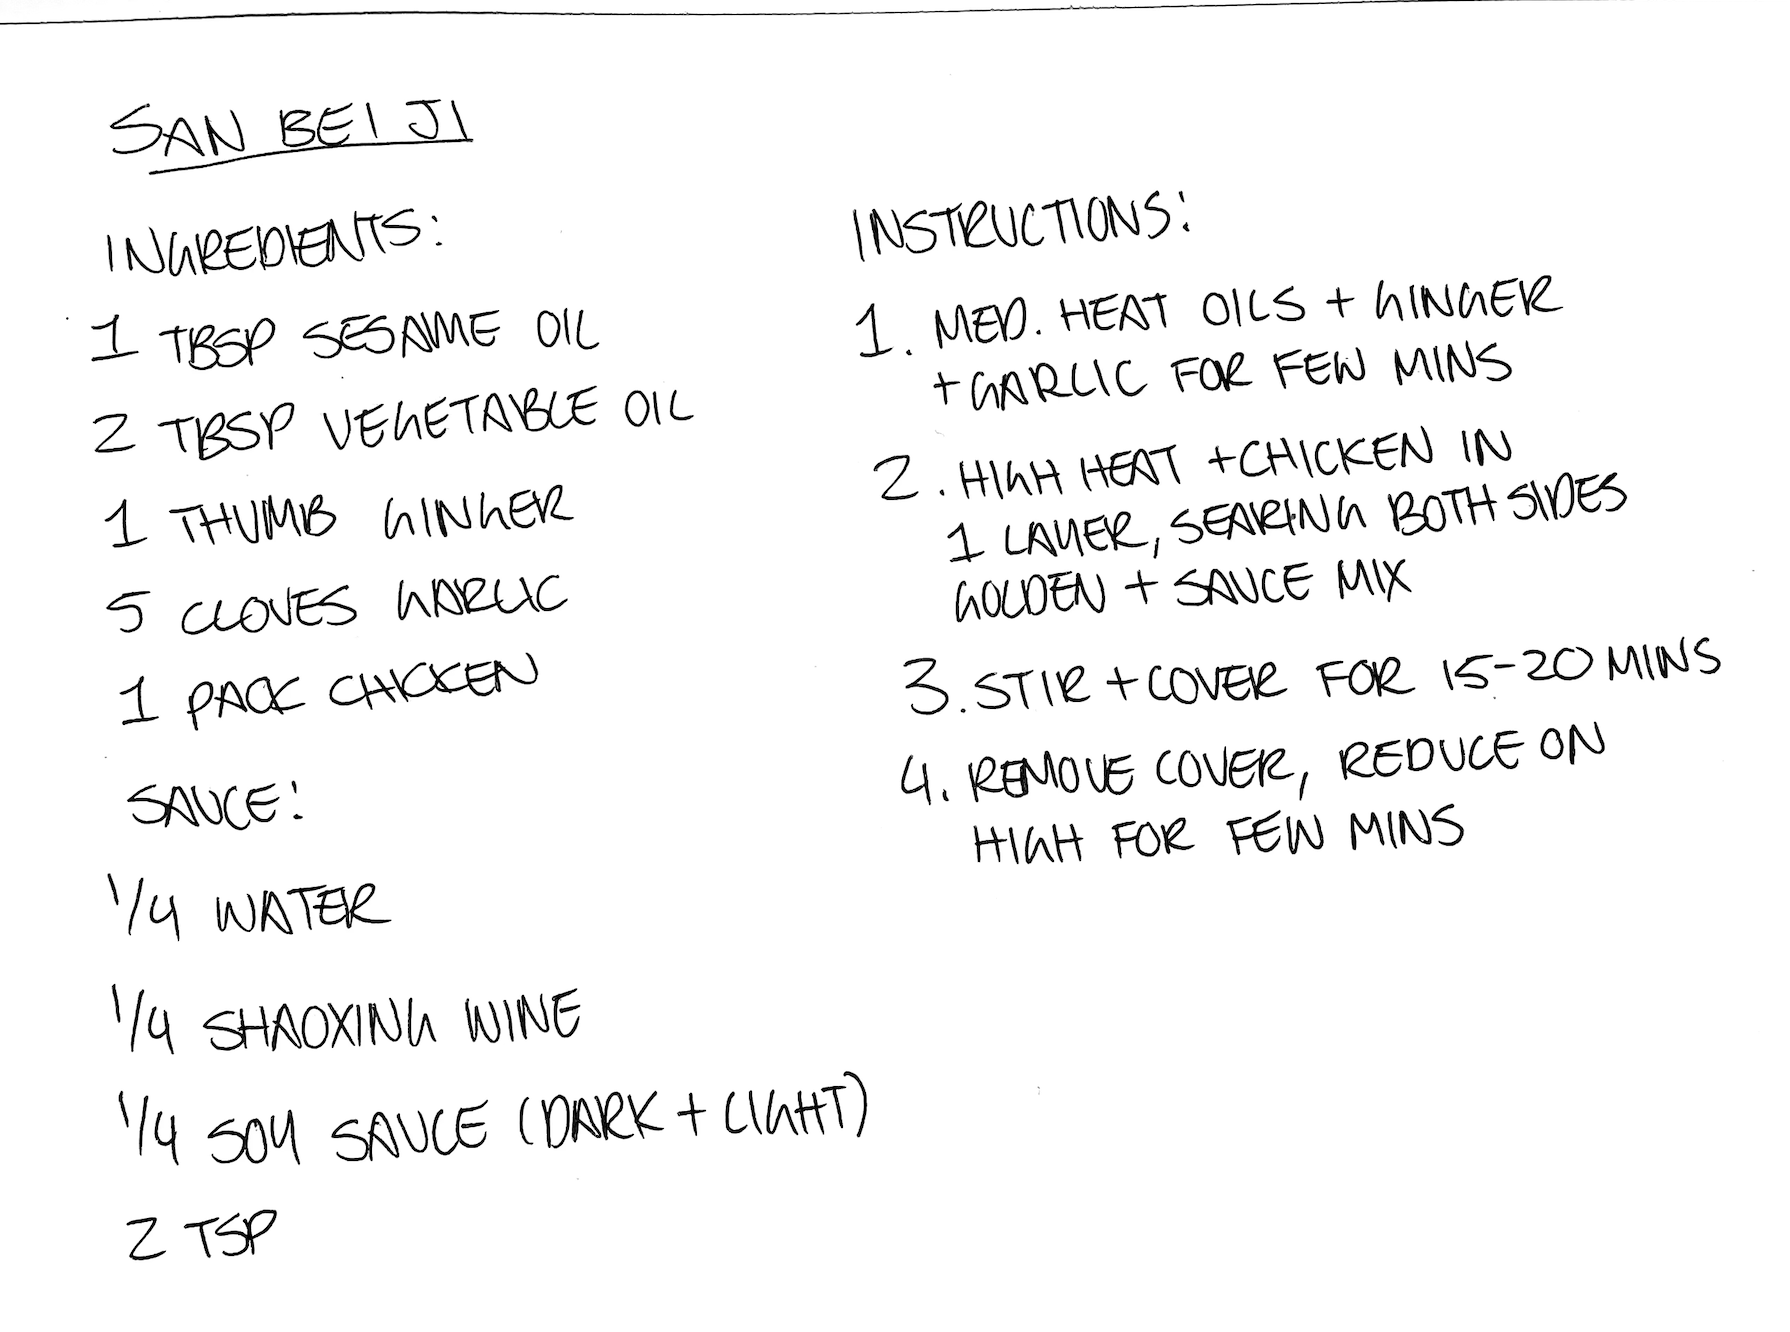 SAN BEI JI
INGREDIENTS:
1 TBSP SESAME OIL
2 TBSP VEGETABLE OIL
1 THUMB GINGER
5 CLOVES GARLIC
1 PACK CHICKEN
SAUCE:
1/4 WATER
1/4 SHAOXING WINE
1/4 SOY SAUCE (DARK + LIGHT)
2 TSP
INSTRUCTIONS:
1. MED. HEAT OILS + GINGER
+ GARLIC FOR FEW MINS
2. HIGH HEAT + CHICKEN IN
1 LAYER, SEARING BOTH SIDES
GOLDEN + SAUCE MIX
3. STIR + COVER FOR 15-20 MINS
4. REMOVE COVER, REDUCE ON
HIGH FOR FEW MINS